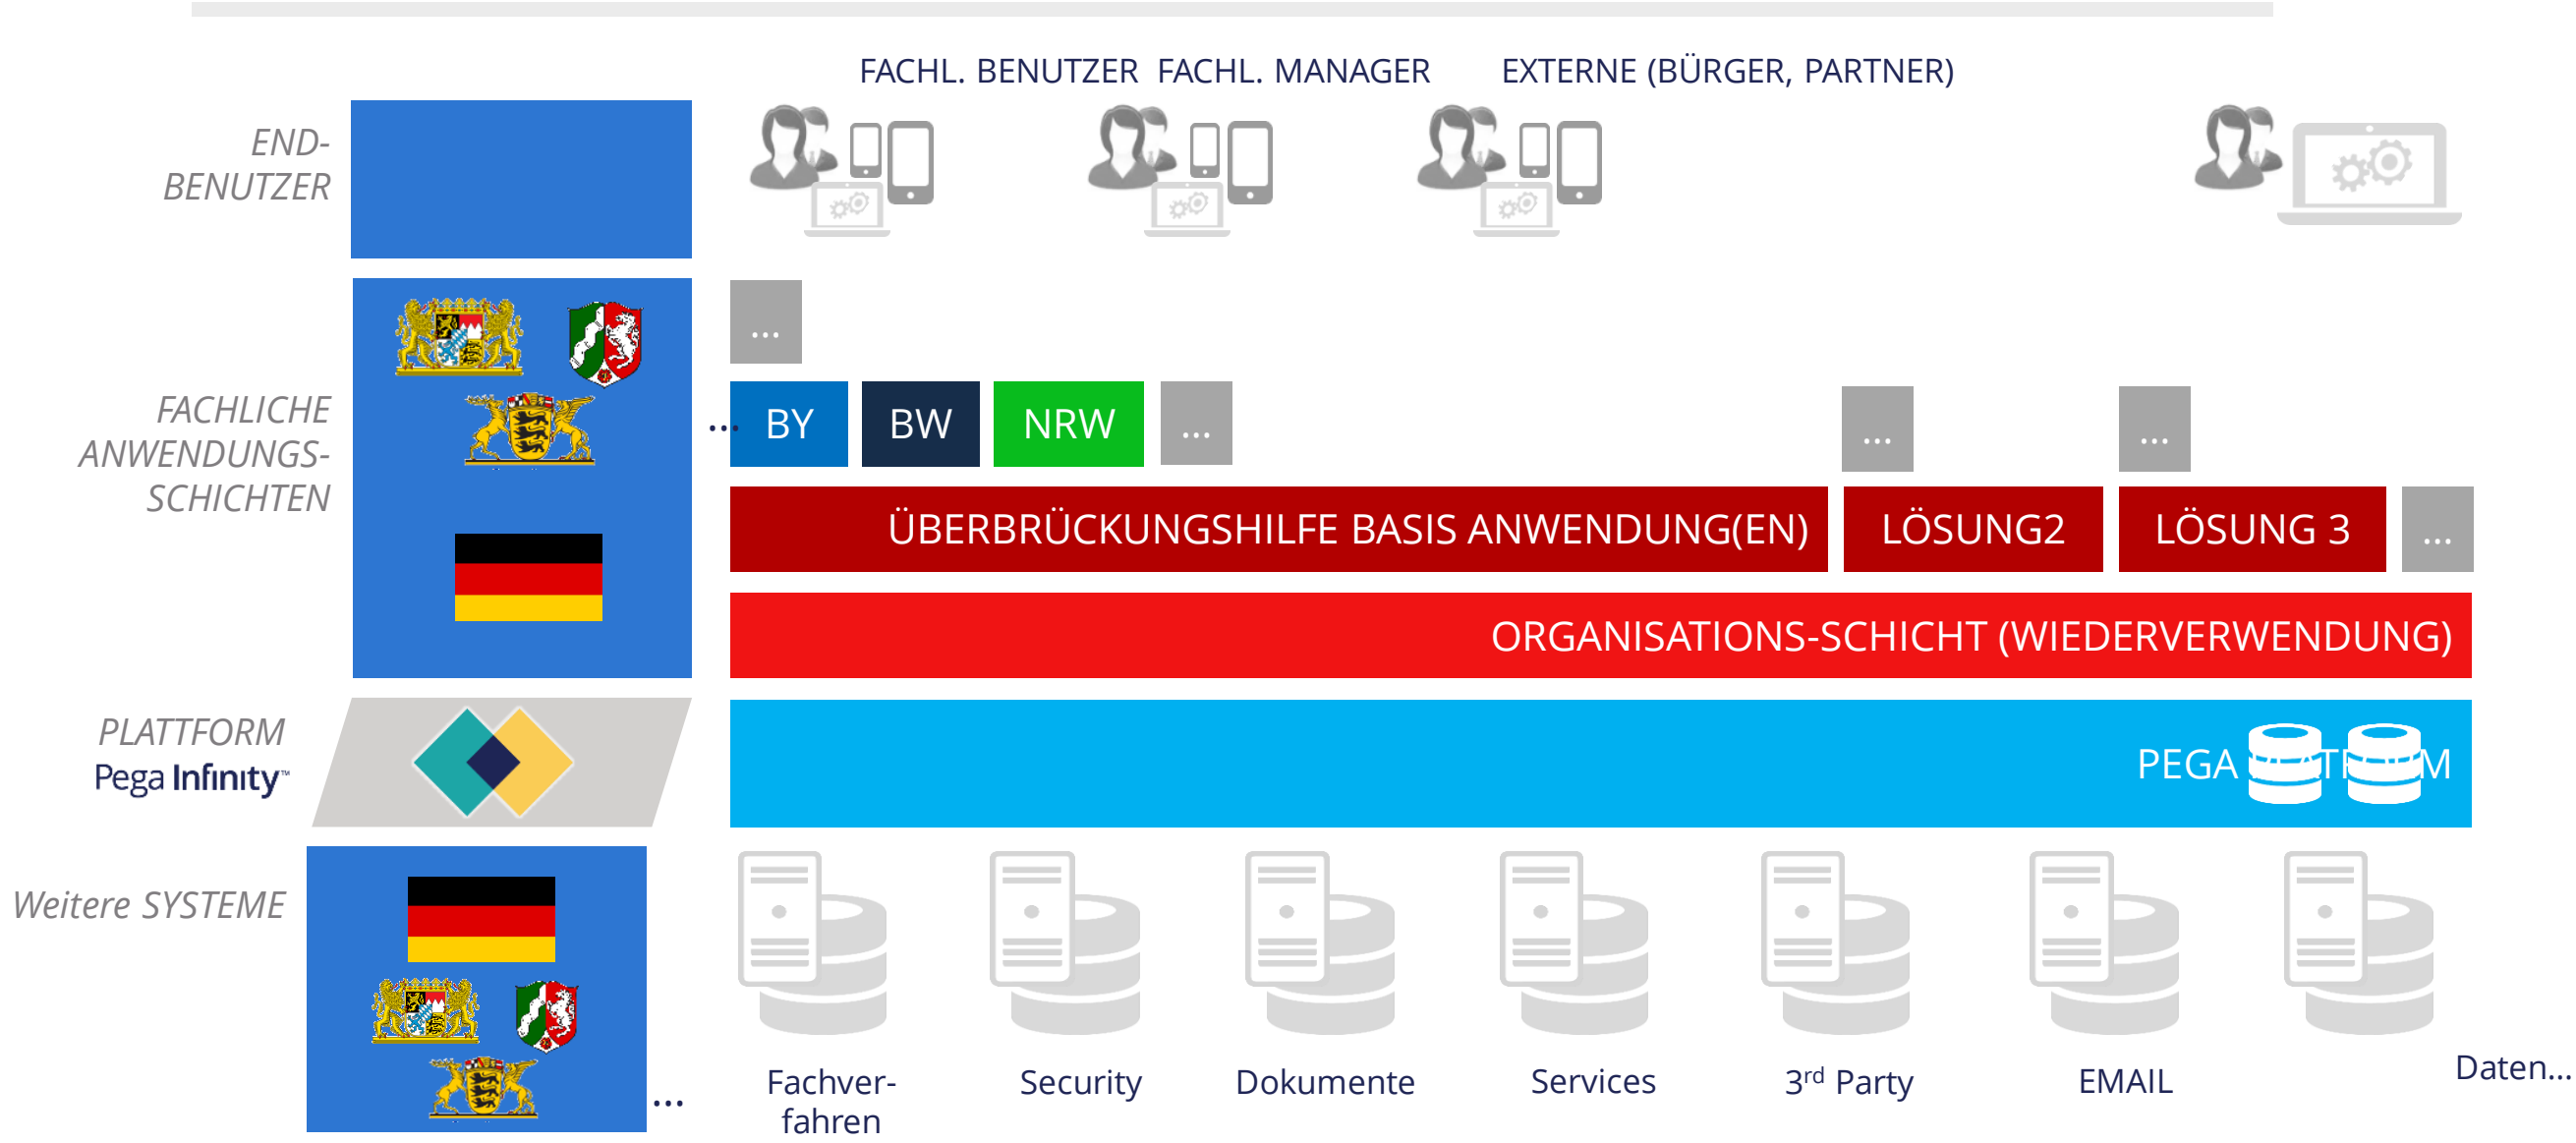 FACHL. BENUTZER FACHL. MANAGER EXTERNE (BÜRGER, PARTNER)
END-
BENUTZER
...
FACHLICHE
ANWENDUNGS-
SCHICHTEN
... BY BW NRW ... ... ...
ÜBERBRÜCKUNGSHILFE BASIS ANWENDUNG(EN) LÖSUNG2 LÖSUNG 3 ...
ORGANISATIONS-SCHICHT (WIEDERVERWENDUNG)
PLATTFORM
Pega Infinity™
PEGA PLATFORM
Weitere SYSTEME
...
Fachver-
fahren
Security
Dokumente
Services
3rd Party
EMAIL
Daten...